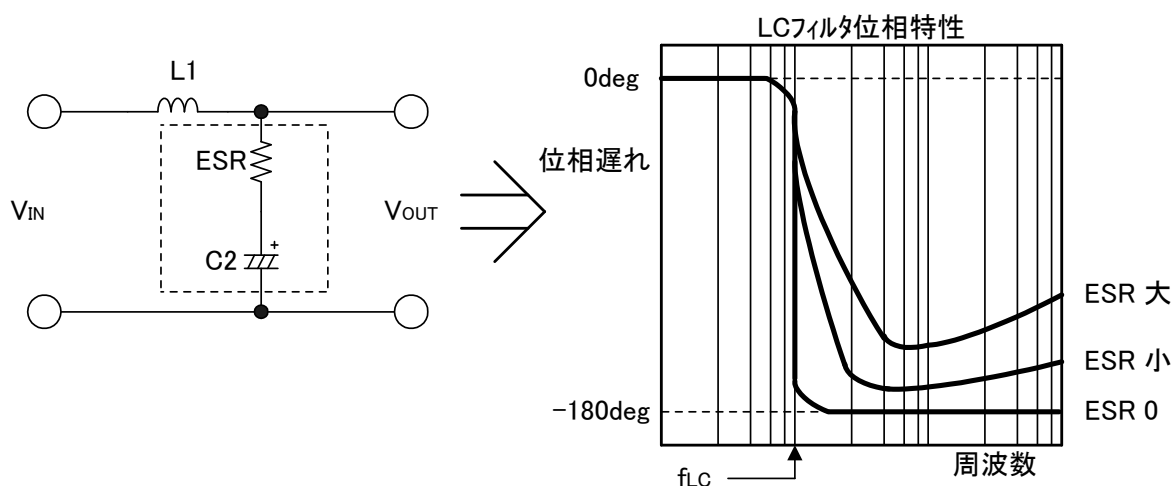 L1
ESR
VIN
VOUT
C2
+
LCフィルタ位相特性
0deg
位相遅れ
-180deg
ESR 大
ESR 小
ESR 0
周波数
fLC